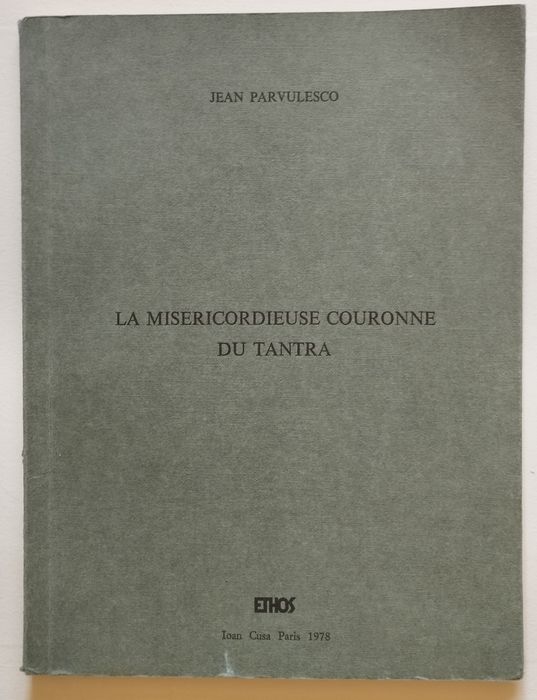 JEAN PARVULESCO
LA MISERICORDIEUSE COURONNE
DU TANTRA
ETHOS
Ioan Cusa Paris 1978